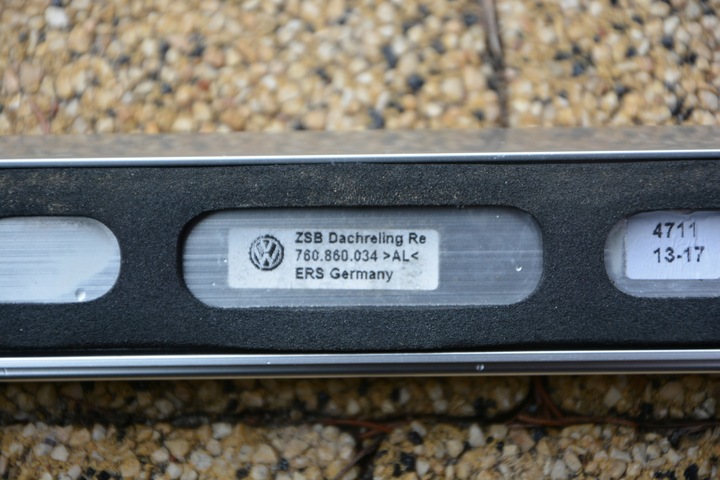 ZSB Dachreling Re
760.860.034 >AL<
ERS Germany
4711
13-17